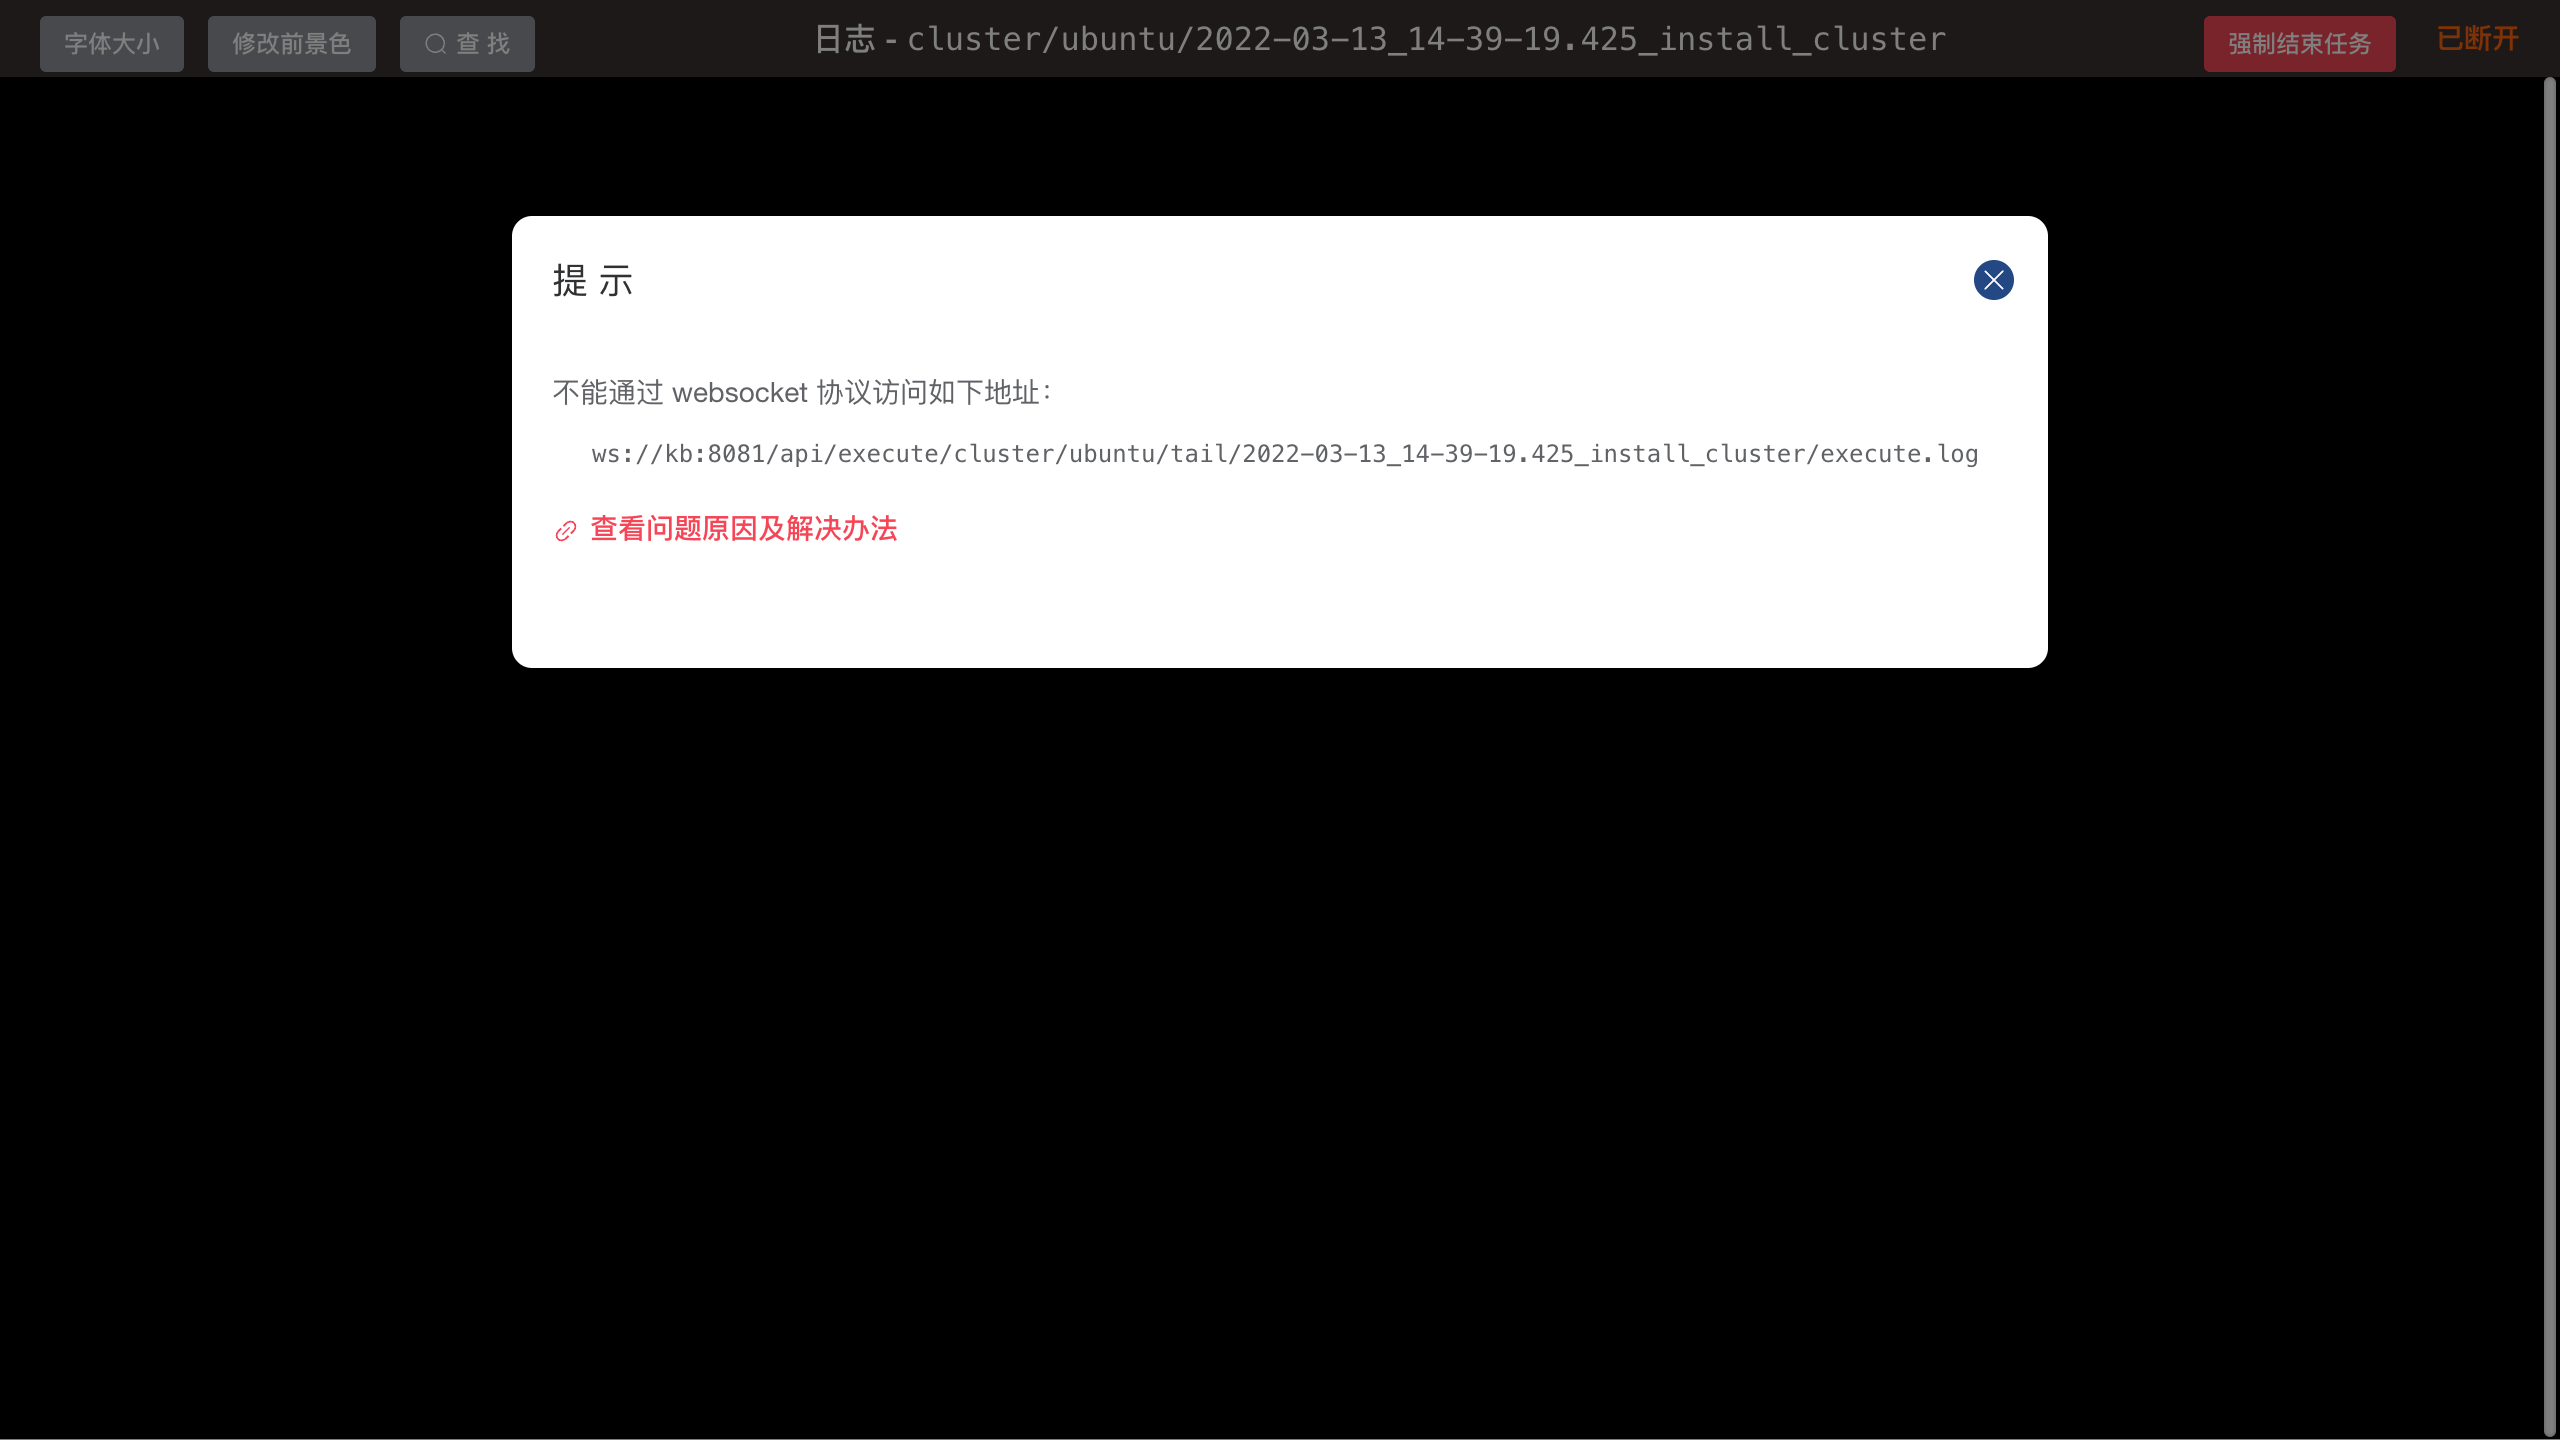 字体大小 修改前景色 查 找 日志 - cluster/ubuntu/2022-03-13_14-39-19.425_install_cluster 强制结束任务 已断开
提 示
不能通过 websocket 协议访问如下地址：
ws://kb:8081/api/execute/cluster/ubuntu/tail/2022-03-13_14-39-19.425_install_cluster/execute.log
查看问题原因及解决办法